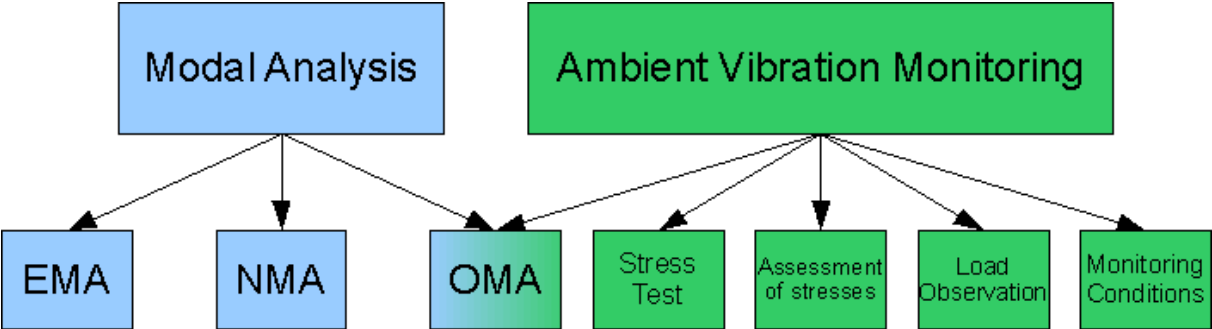 Modal Analysis
Ambient Vibration Monitoring
EMA
NMA
OMA
Stress
Test
Assessment
of stresses
Load
Observation
Monitoring
Conditions